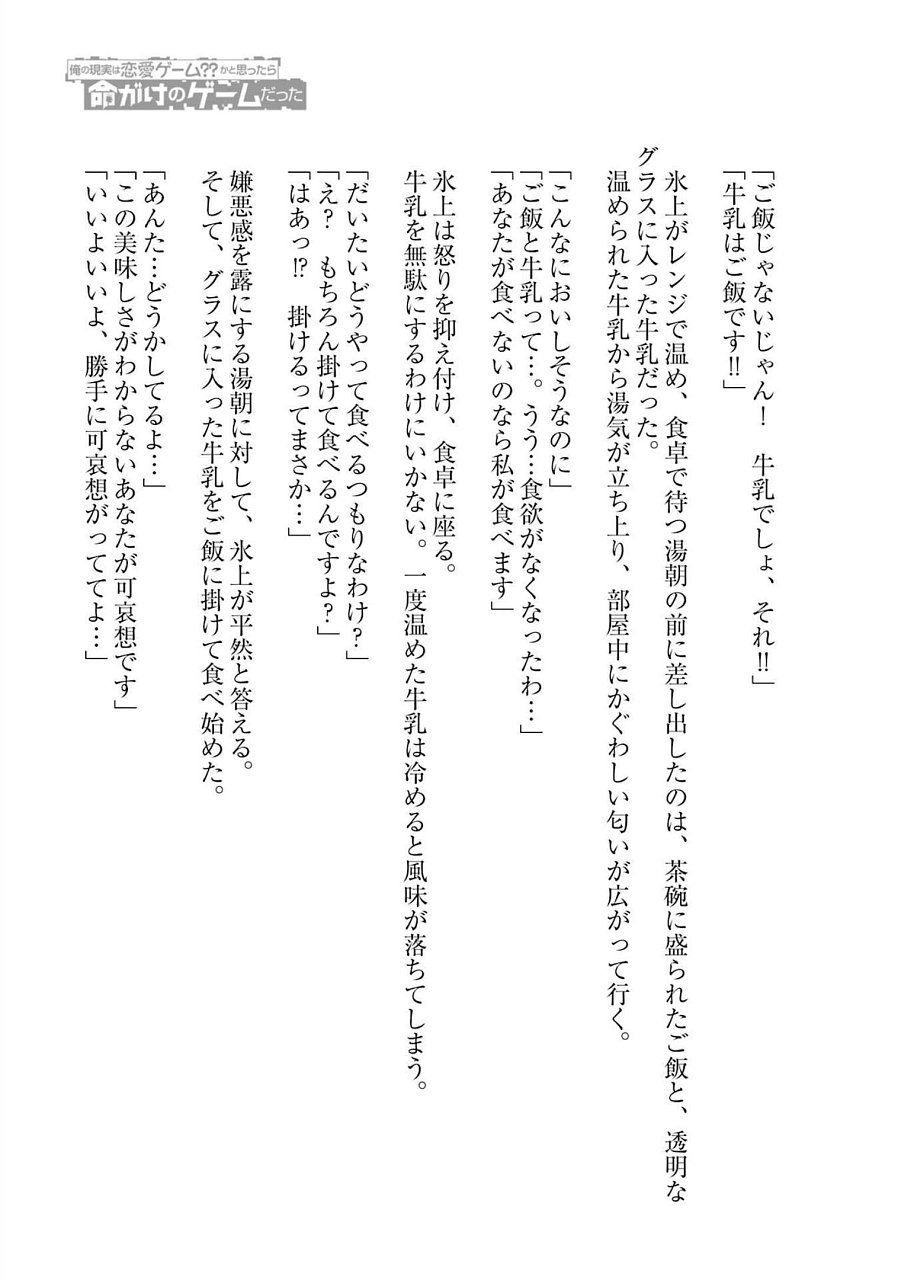 俺の現実は恋愛ゲーム??かと思ったら
命がけのゲームだった
「ご飯じゃないじゃん！　牛乳でしょ、それ!!」
「牛乳はご飯です!!」
氷上がレンジで温め、食卓で待つ湯朝の前に差し出したのは、茶碗に盛られたご飯と、透明な
グラスに入った牛乳だった。
温められた牛乳から湯気が立ち上り、部屋中にかぐわしい匂いが広がって行く。
「こんなにおいしそうなのに」
「ご飯と牛乳って…。うう…食欲がなくなったわ…」
「あなたが食べないのなら私が食べます」
氷上は怒りを抑え付け、食卓に座る。
牛乳を無駄にするわけにいかない。一度温めた牛乳は冷めると風味が落ちてしまう。
「だいたいどうやって食べるつもりなわけ？」
「え？　もちろん掛けて食べるんですよ？」
「はあっ!?　掛けるってまさか…」
嫌悪感を露にする湯朝に対して、氷上が平然と答える。
そして、グラスに入った牛乳をご飯に掛けて食べ始めた。
「あんた…どうかしてるよ…」
「この美味しさがわからないあなたが可哀想です」
「いいよいいよ、勝手に可哀想がっててよ…」